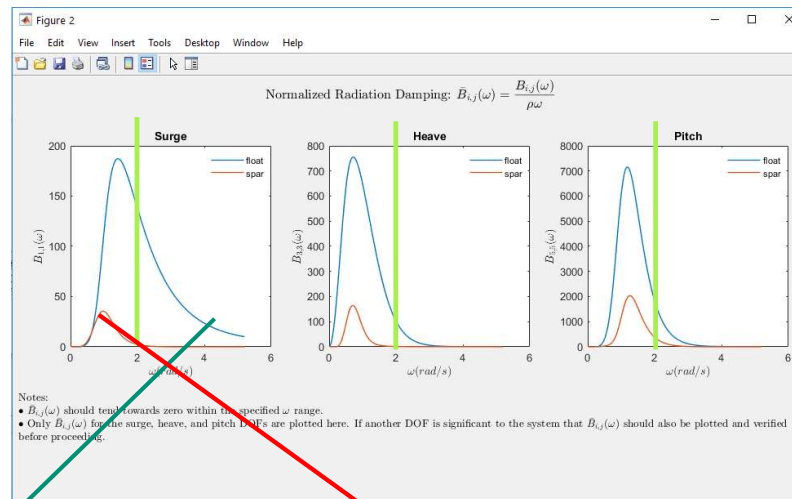 Figure 2
File Edit View Insert Tools Desktop Window Help
Normalized Radiation Damping: B̄_{i,j}(ω) = B_{i,j}(ω) / ρω
Surge
200
150
100
50
0
0 2 4 6
B̄_{1,1}(ω)
ω(rad/s)
float
spar
Heave
800
700
600
500
400
300
200
100
0
0 2 4 6
B̄_{3,3}(ω)
ω(rad/s)
float
spar
Pitch
8000
7000
6000
5000
4000
3000
2000
1000
0
0 2 4 6
B̄_{5,5}(ω)
ω(rad/s)
float
spar
Notes:
• B̄_{i,j}(ω) should tend towards zero within the specified ω range.
• Only B̄_{i,j}(ω) for the surge, heave, and pitch DOFs are plotted here. If another DOF is significant to the system that B̄_{i,j}(ω) should also be plotted and verified
before proceeding.